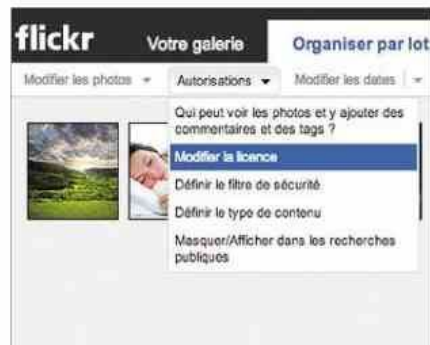 flickr Votre galerie Organiser par lot
Modifier les photos Autorisations Modifier les dates
Qui peut voir les photos et y ajouter des
commentaires et des tags ?
Modifier la licence
Définir le filtre de sécurité
Définir le type de contenu
Masquer/Afficher dans les recherches
publiques